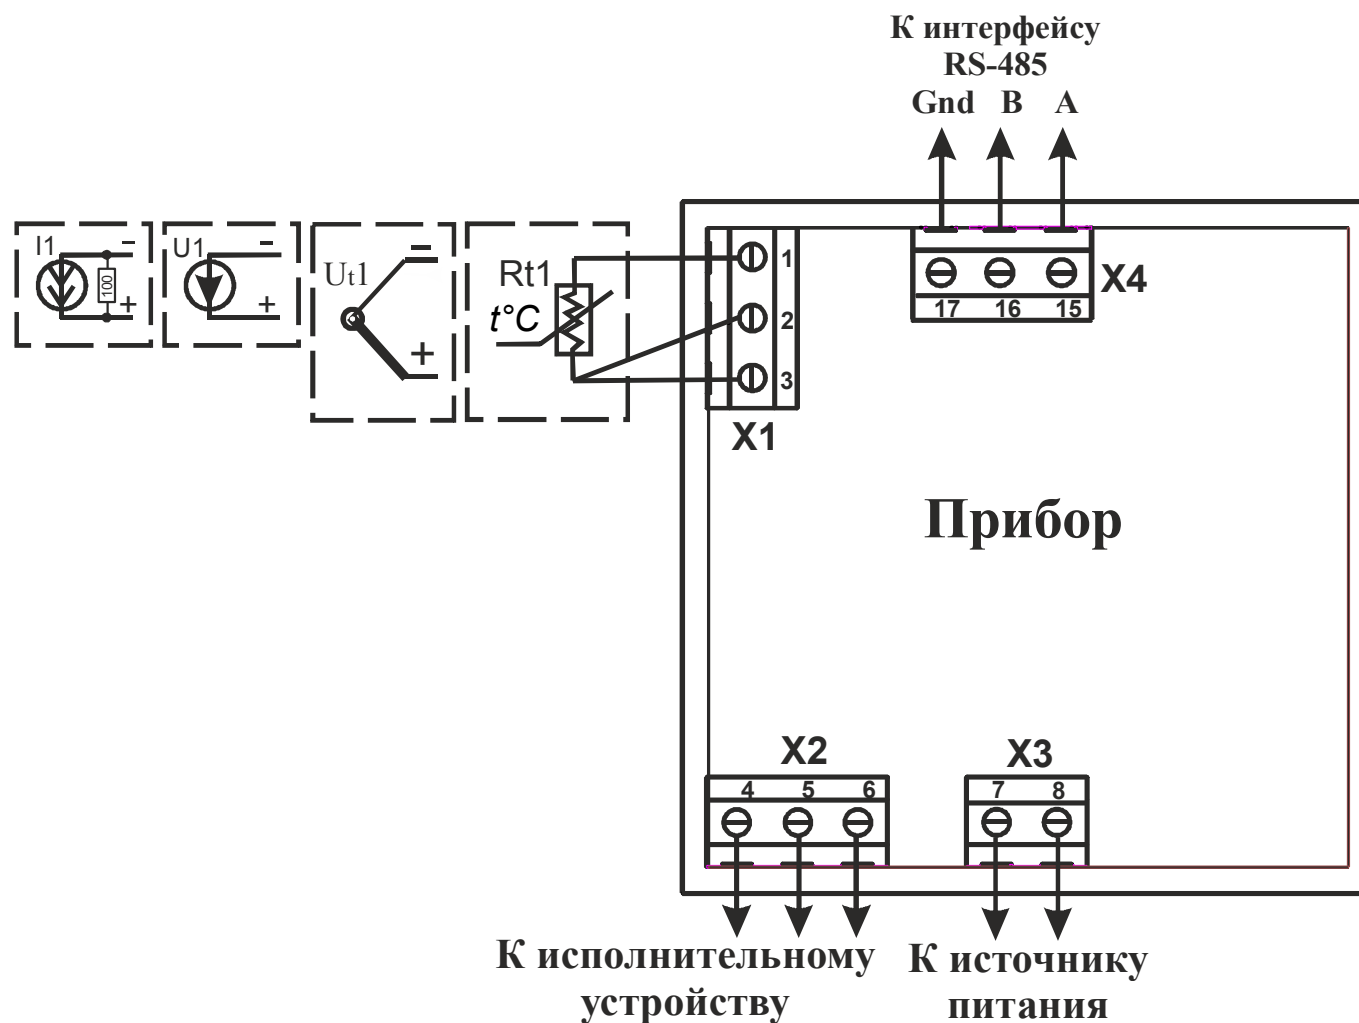 К интерфейсу
RS-485
Gnd B A
I1 - 100 +
U1 - +
Ut1 - +
Rt1
t°C
1
2
3
X1
X4
17 16 15
Прибор
X2
4 5 6
X3
7 8
К исполнительному
устройству
К источнику
питания